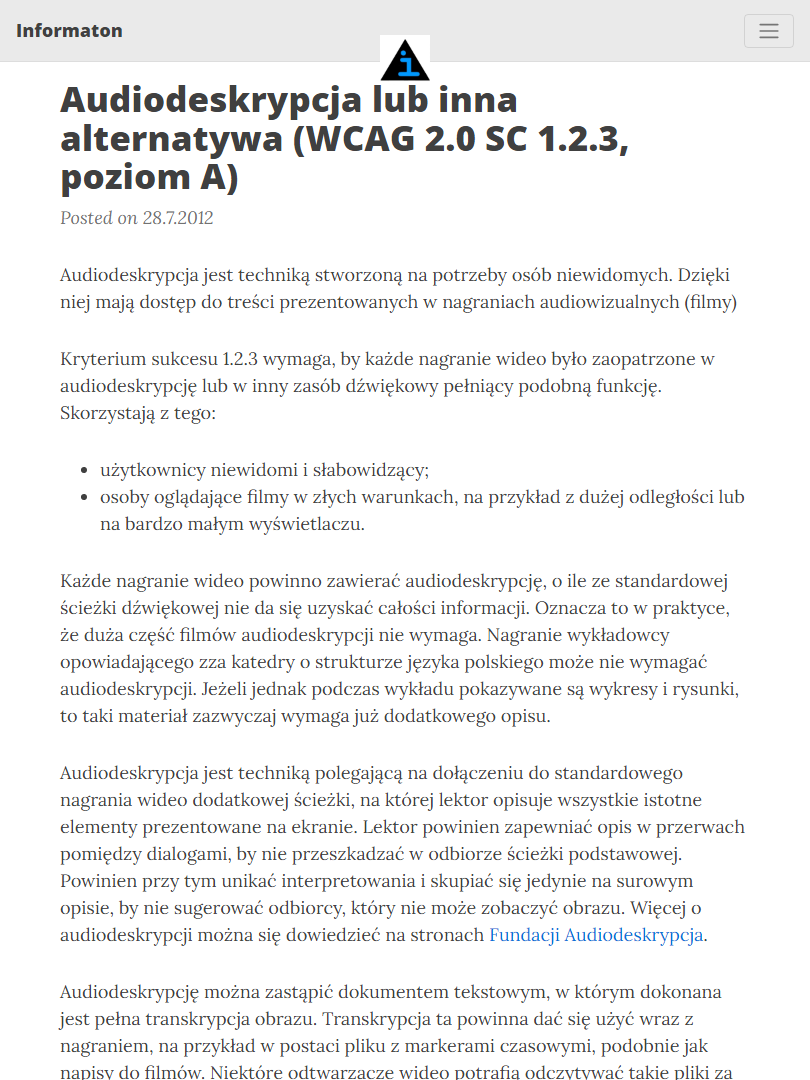 Informaton
Audiodeskrypcja lub inna
alternatywa (WCAG 2.0 SC 1.2.3,
poziom A)
Posted on 28.7.2012
Audiodeskrypcja jest techniką stworzoną na potrzeby osób niewidomych. Dzięki
niej mają dostęp do treści prezentowanych w nagraniach audiowizualnych (filmy)
Kryterium sukcesu 1.2.3 wymaga, by każde nagranie wideo było zaopatrzone w
audiodeskrypcję lub w inny zasób dźwiękowy pełniący podobną funkcję.
Skorzystają z tego:
• użytkownicy niewidomi i słabowidzący;
• osoby oglądające filmy w złych warunkach, na przykład z dużej odległości lub
na bardzo małym wyświetlaczu.
Każde nagranie wideo powinno zawierać audiodeskrypcję, o ile ze standardowej
ścieżki dźwiękowej nie da się uzyskać całości informacji. Oznacza to w praktyce,
że duża część filmów audiodeskrypcji nie wymaga. Nagranie wykładowcy
opowiadającego zza katedry o strukturze języka polskiego może nie wymagać
audiodeskrypcji. Jeżeli jednak podczas wykładu pokazywane są wykresy i rysunki,
to taki materiał zazwyczaj wymaga już dodatkowego opisu.
Audiodeskrypcja jest techniką polegającą na dołączeniu do standardowego
nagrania wideo dodatkowej ścieżki, na której lektor opisuje wszystkie istotne
elementy prezentowane na ekranie. Lektor powinien zapewniać opis w przerwach
pomiędzy dialogami, by nie przeszkadzać w odbiorze ścieżki podstawowej.
Powinien przy tym unikać interpretowania i skupiać się jedynie na surowym
opisie, by nie sugerować odbiorcy, który nie może zobaczyć obrazu. Więcej o
audiodeskrypcji można się dowiedzieć na stronach Fundacji Audiodeskrypcja.
Audiodeskrypcję można zastąpić dokumentem tekstowym, w którym dokonana
jest pełna transkrypcja obrazu. Transkrypcja ta powinna dać się użyć wraz z
nagraniem, na przykład w postaci pliku z markerami czasowymi, podobnie jak
napisy do filmów. Niektóre odtwarzacze wideo potrafią odczytywać takie pliki za